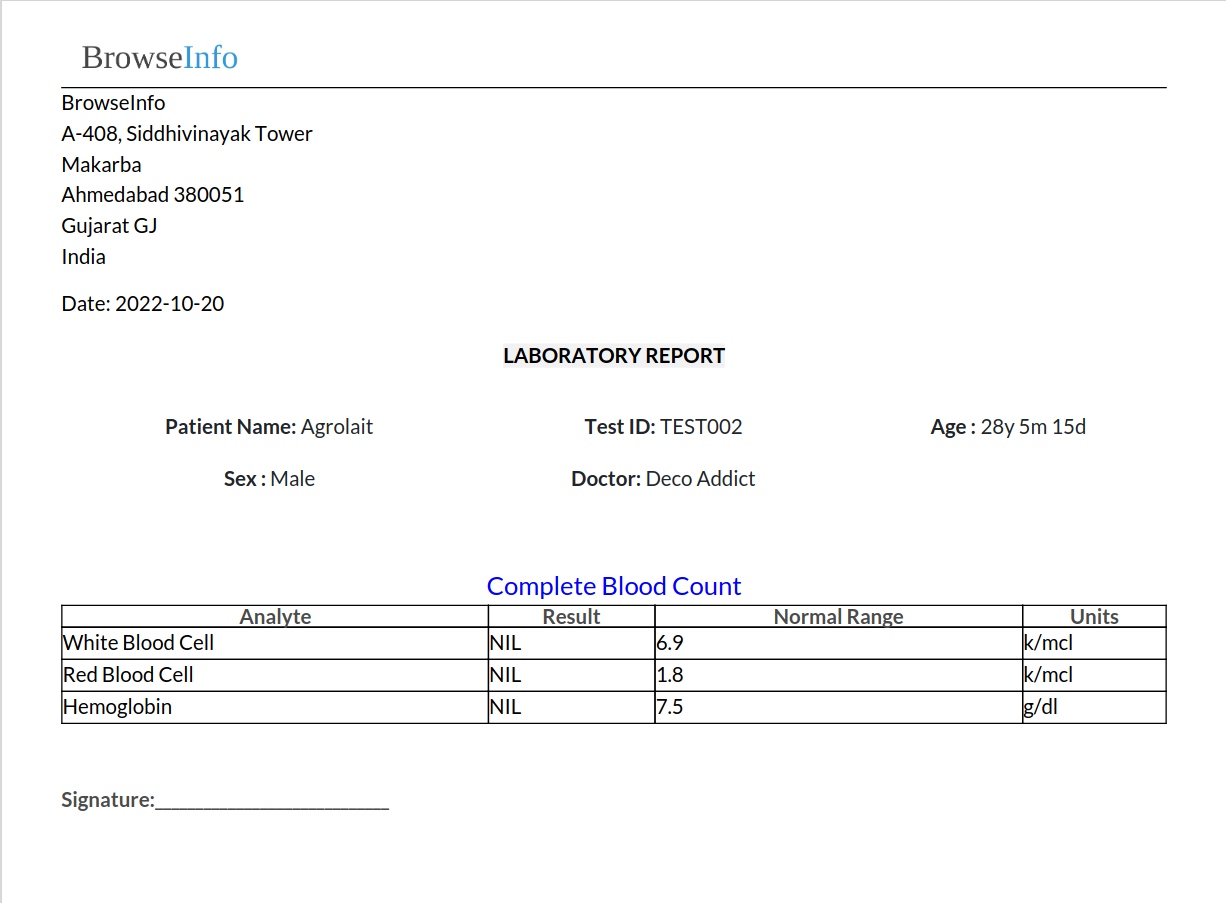 BrowseInfo
BrowseInfo
A-408, Siddhivinayak Tower
Makarba
Ahmedabad 380051
Gujarat GJ
India
Date: 2022-10-20
LABORATORY REPORT
Patient Name: Agrolait Test ID: TEST002 Age : 28y 5m 15d
Sex : Male Doctor: Deco Addict
Complete Blood Count
Analyte Result Normal Range Units
White Blood Cell NIL 6.9 k/mcl
Red Blood Cell NIL 1.8 k/mcl
Hemoglobin NIL 7.5 g/dl
Signature:____________________________